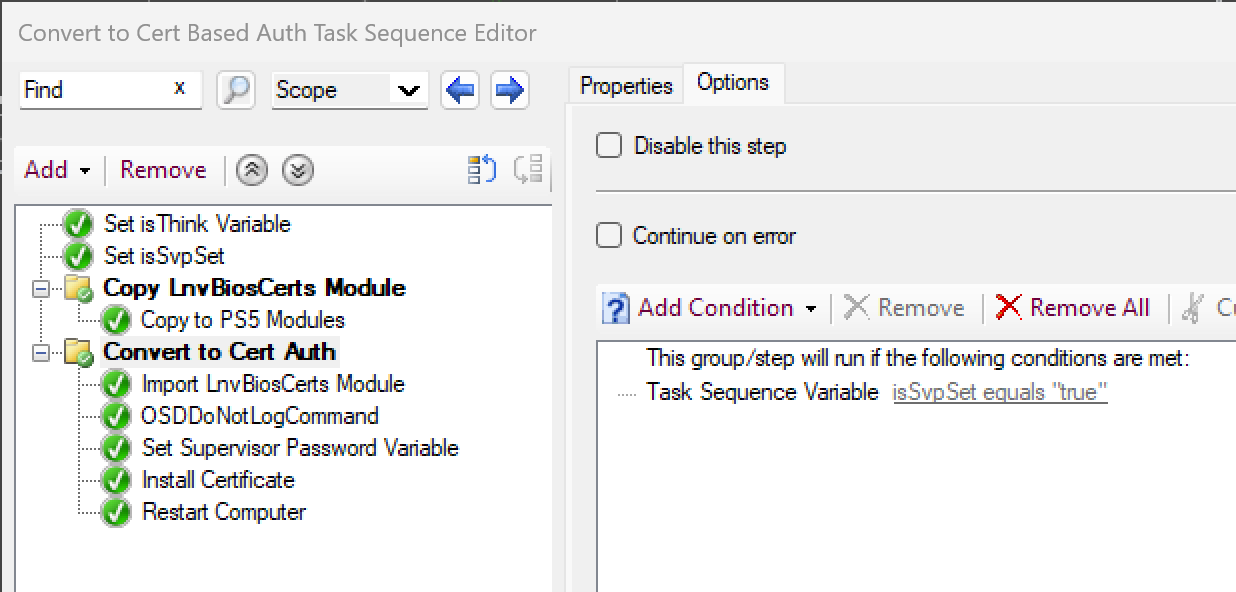 Convert to Cert Based Auth Task Sequence Editor
Find x Scope
Properties Options
Disable this step
Add Remove
Set isThink Variable
Continue on error
Set isSvpSet
Copy LnvBiosCerts Module
Add Condition Remove Remove All
Copy to PS5 Modules
Convert to Cert Auth
This group/step will run if the following conditions are met:
Import LnvBiosCerts Module
Task Sequence Variable isSvpSet equals "true"
OSDDoNotLogCommand
Set Supervisor Password Variable
Install Certificate
Restart Computer